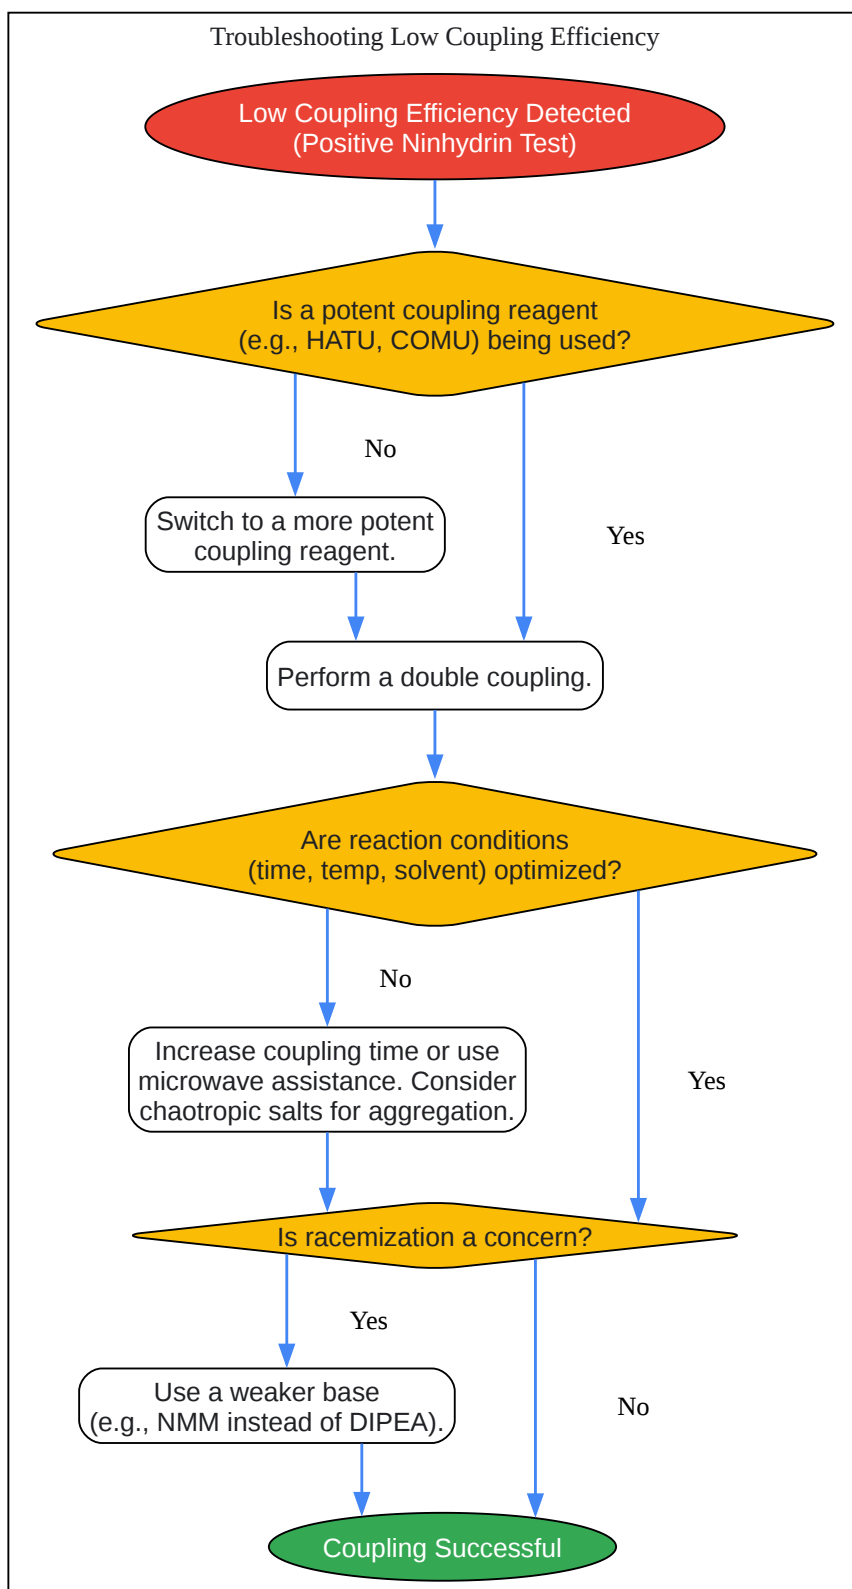 Troubleshooting Low Coupling Efficiency
Low Coupling Efficiency Detected
(Positive Ninhydrin Test)
Is a potent coupling reagent
(e.g., HATU, COMU) being used?
No
Switch to a more potent
coupling reagent.
Yes
Perform a double coupling.
Are reaction conditions
(time, temp, solvent) optimized?
No
Increase coupling time or use
microwave assistance. Consider
chaotropic salts for aggregation.
Yes
Is racemization a concern?
Yes
Use a weaker base
(e.g., NMM instead of DIPEA).
No
Coupling Successful